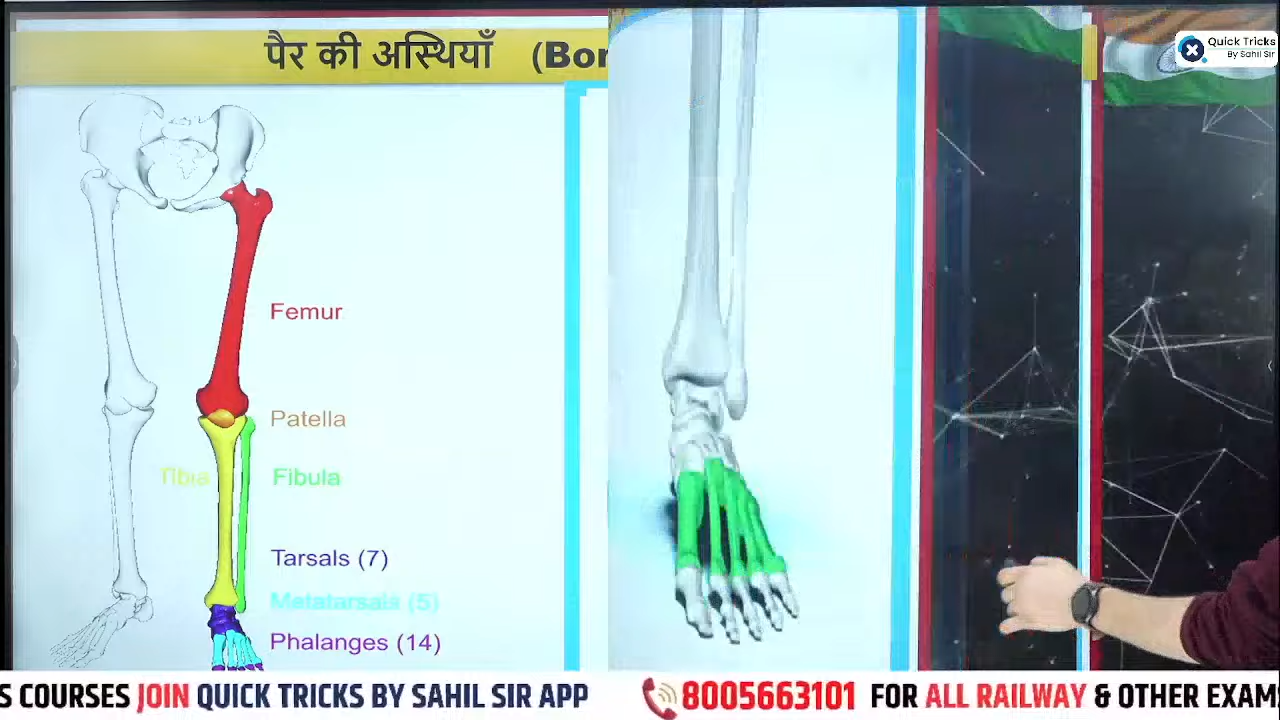 पैर की अस्थियाँ (Bor
Quick Tricks
By Sahil Sir
Femur
Patella
Tibia
Fibula
Tarsals (7)
Metatarsals (5)
Phalanges (14)
S COURSES JOIN QUICK TRICKS BY SAHIL SIR APP 8005663101 FOR ALL RAILWAY & OTHER EXAM